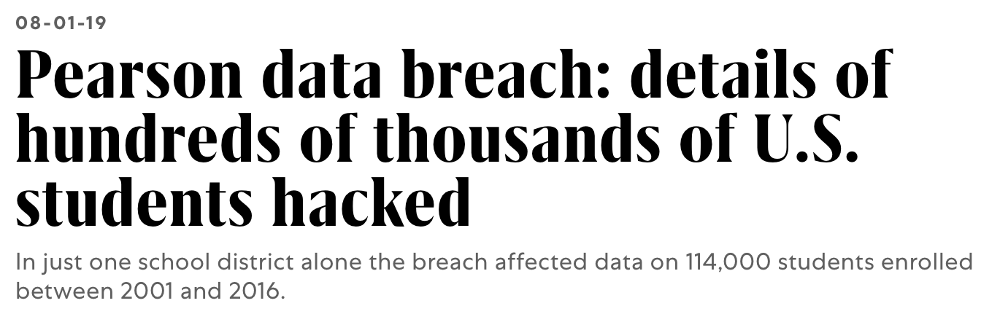 08-01-19
Pearson data breach: details of
hundreds of thousands of U.S.
students hacked
In just one school district alone the breach affected data on 114,000 students enrolled
between 2001 and 2016.